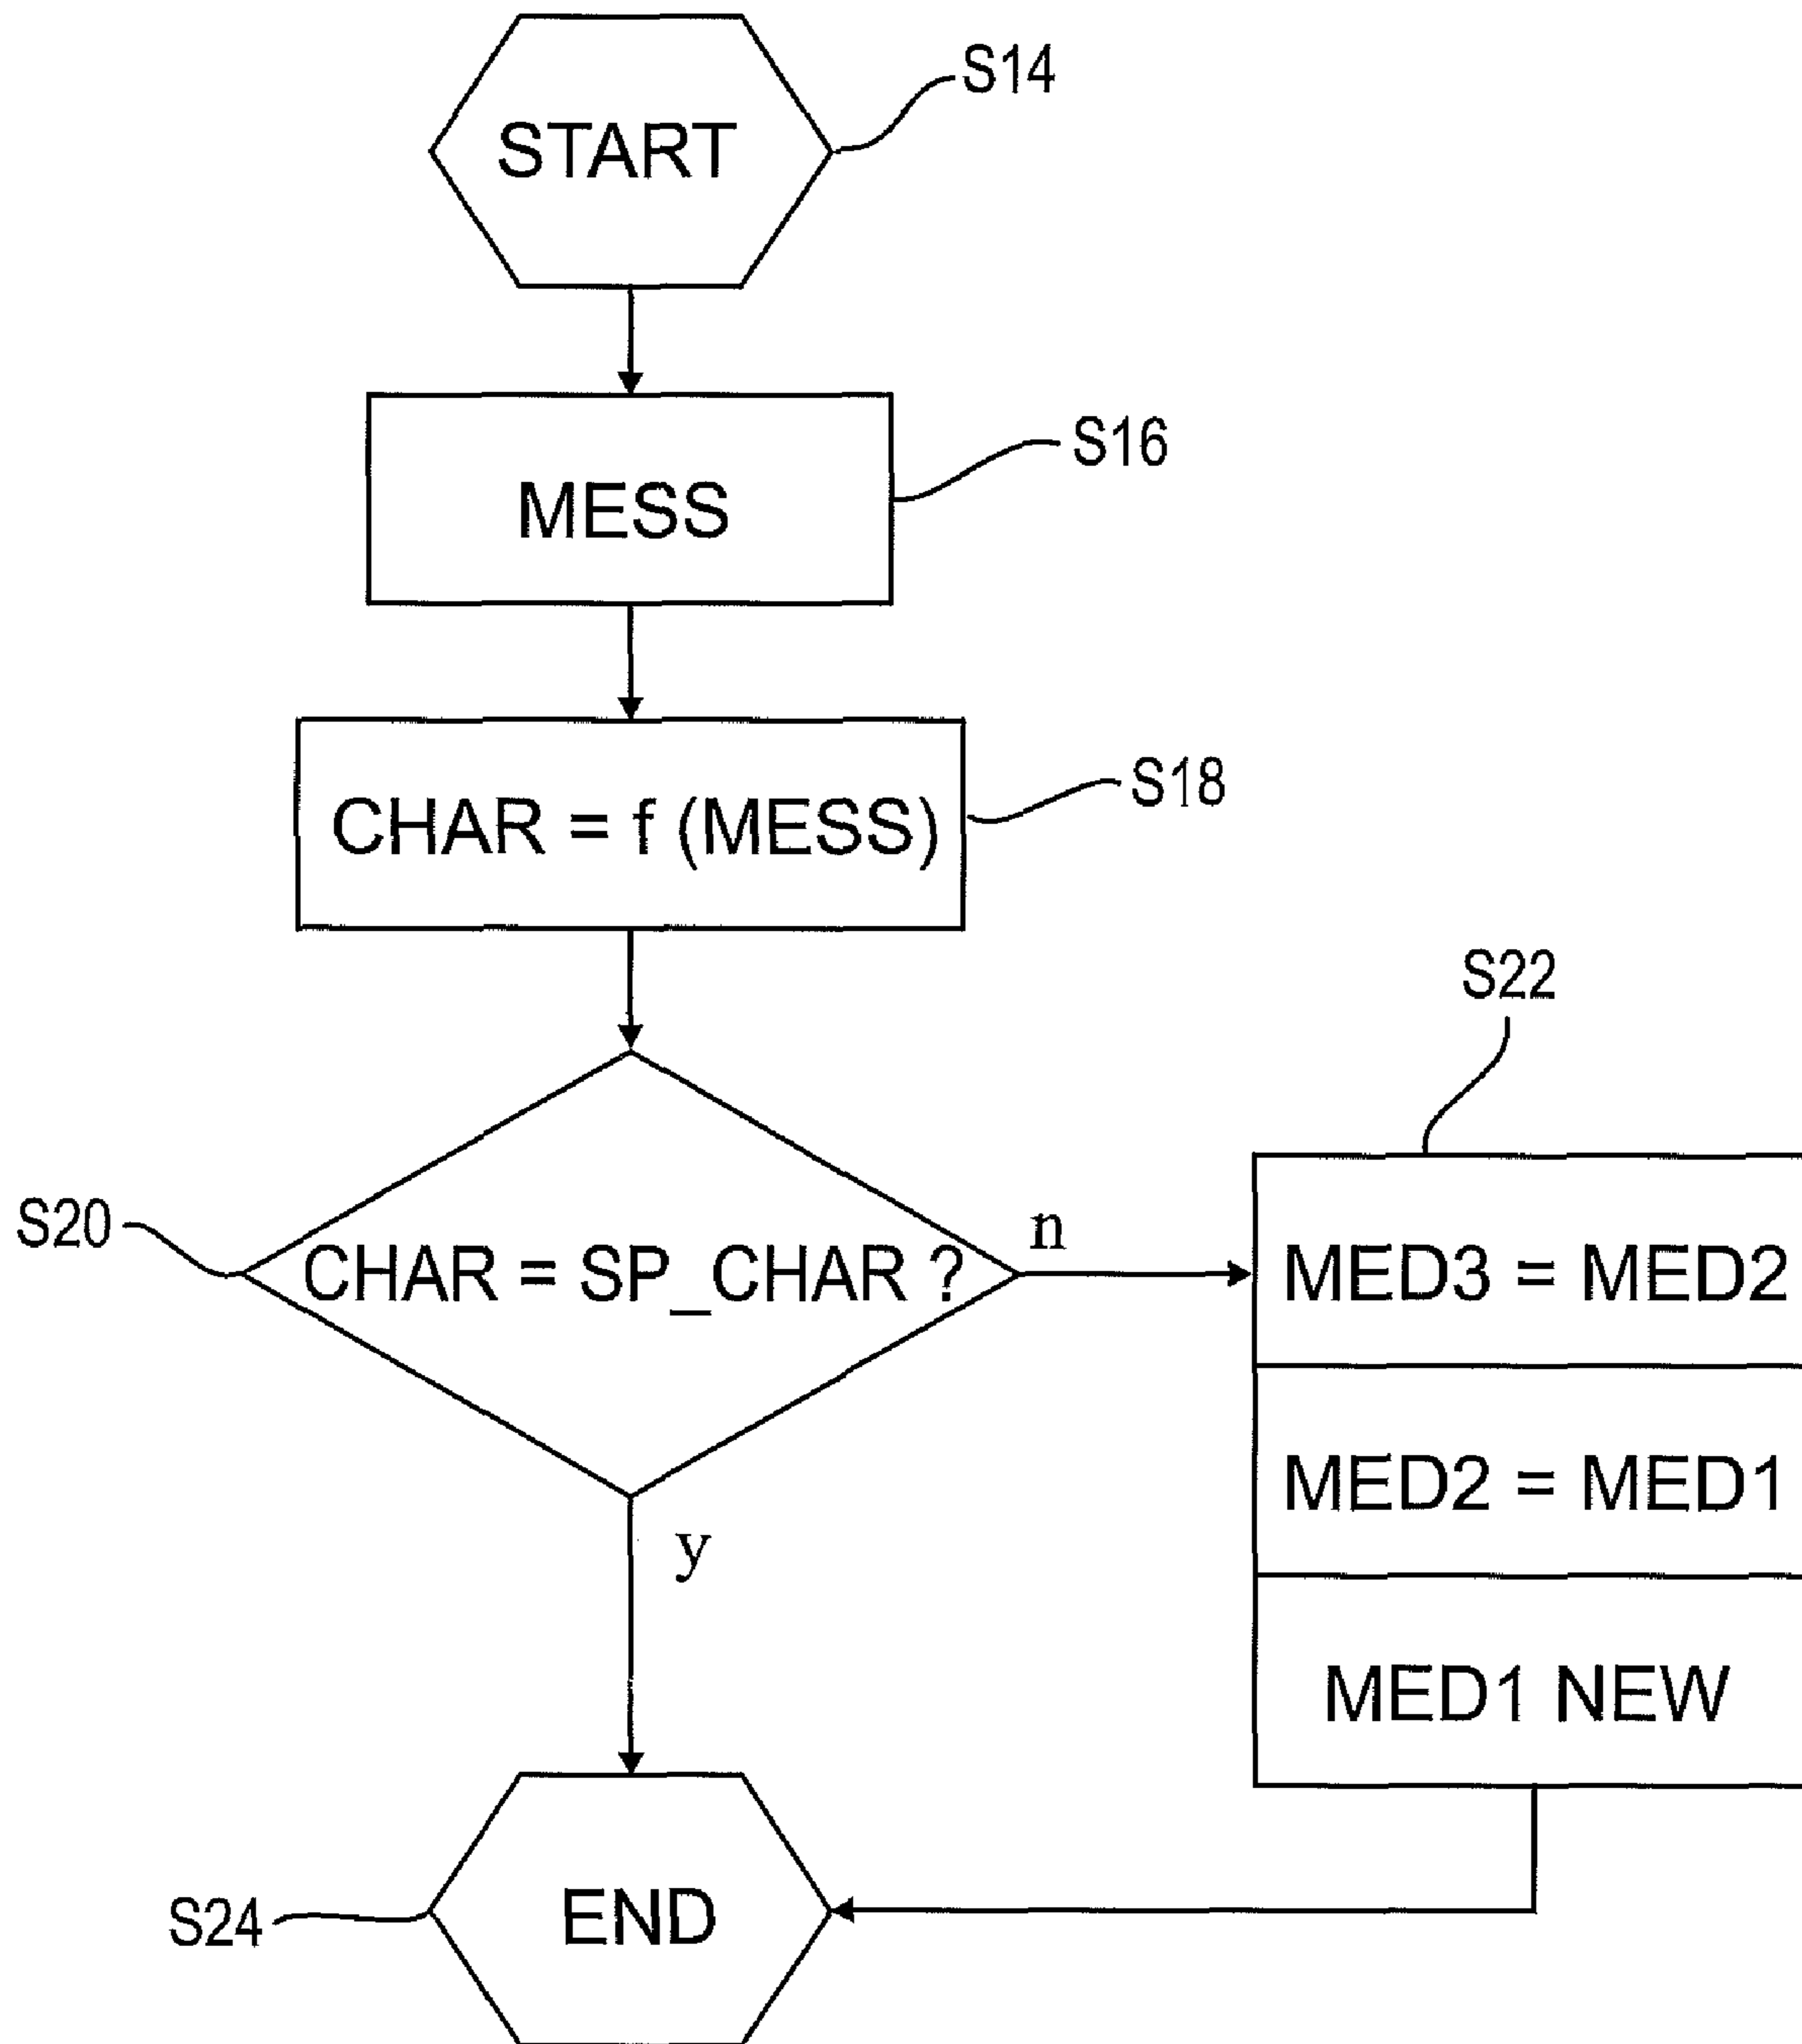 START
S14
MESS
S16
CHAR = f (MESS)
S18
S20
CHAR = SP_CHAR ?
n
y
S22
MED3 = MED2
MED2 = MED1
MED1 NEW
S24
END